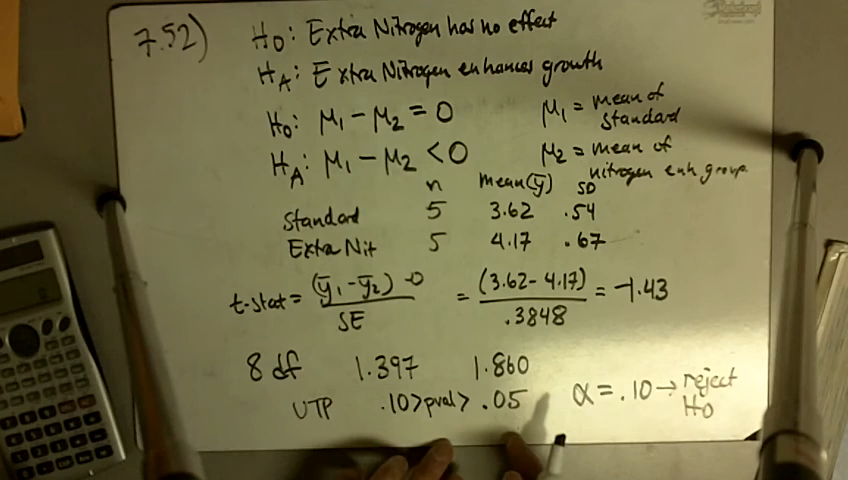 7.52) H0: Extra Nitrogen has no effect
HA: Extra Nitrogen enhances growth
H0: μ1 - μ2 = 0 μ1 = mean of standard
HA: μ1 - μ2 < 0 μ2 = mean of nitrogen enh group.
n mean(ȳ) SD
Standard 5 3.62 .54
Extra Nit 5 4.17 .67
t-stat = (ȳ1 - ȳ2) - 0 / SE = (3.62 - 4.17) / .3848 = -1.43
8 df 1.397 1.860
UTP .10 > pval > .05 α = .10 → reject H0